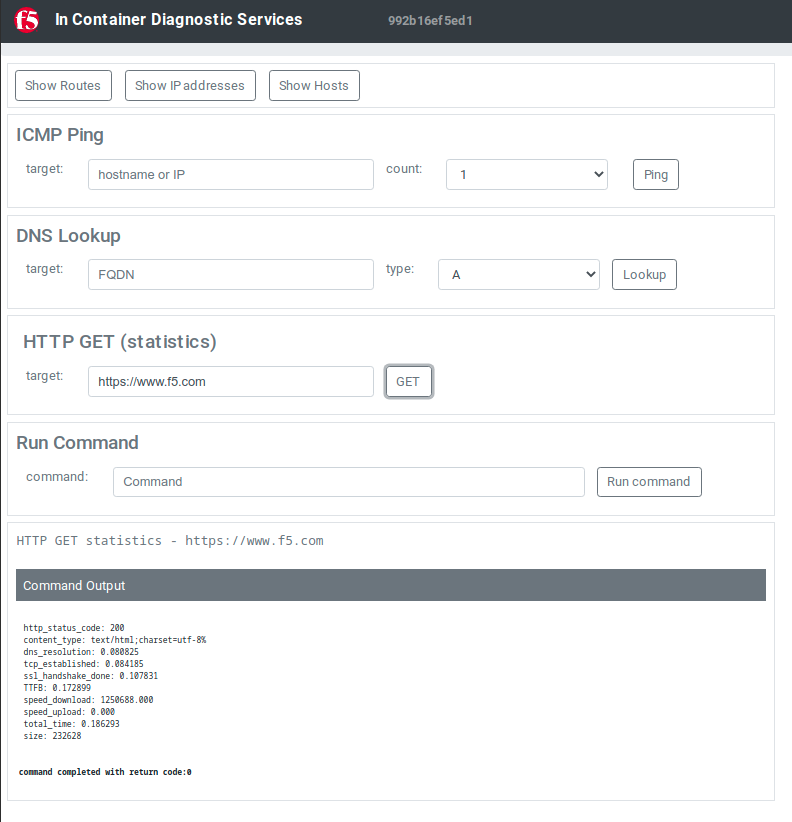 f5 In Container Diagnostic Services 992b16ef5ed1
Show Routes Show IP addresses Show Hosts
ICMP Ping
target: hostname or IP count: 1 Ping
DNS Lookup
target: FQDN type: A Lookup
HTTP GET (statistics)
target: https://www.f5.com GET
Run Command
command: Command Run command
HTTP GET statistics - https://www.f5.com
Command Output
http_status_code: 200
content_type: text/html;charset=utf-8%
dns_resolution: 0.080825
tcp_established: 0.084185
ssl_handshake_done: 0.107831
TTFB: 0.172899
speed_download: 1250688.000
speed_upload: 0.000
total_time: 0.186293
size: 232628
command completed with return code:0